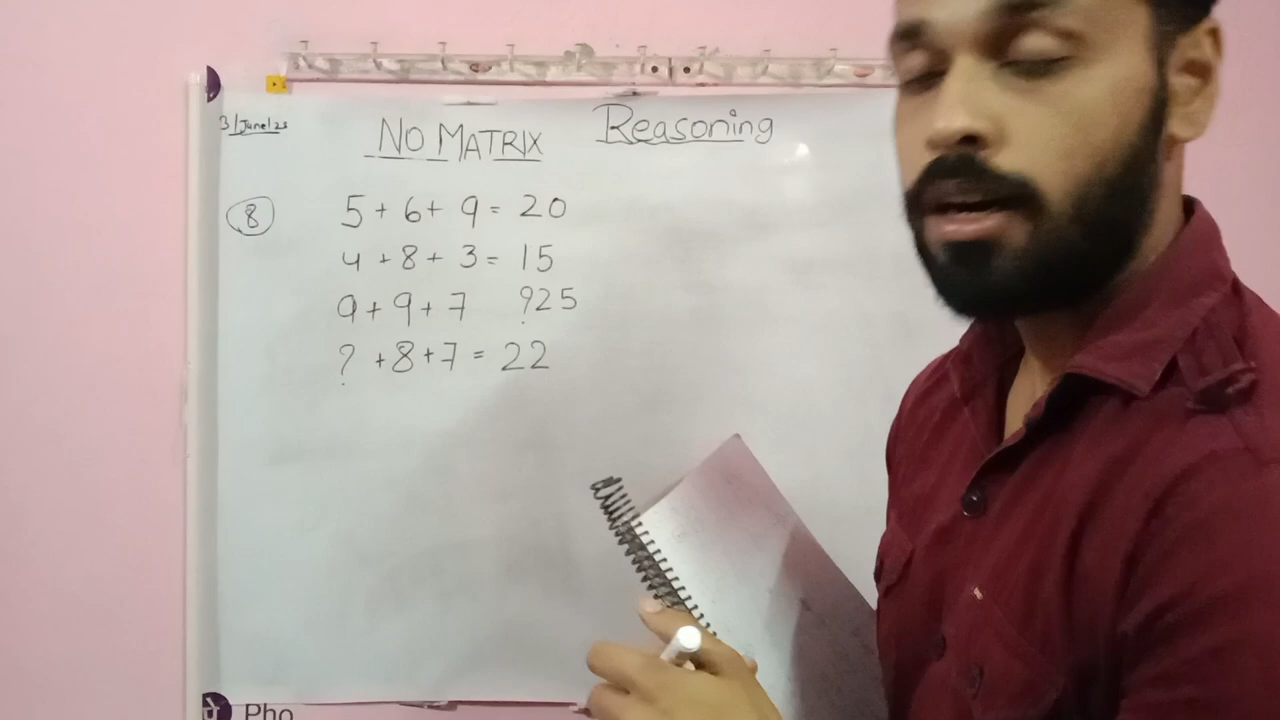 3/June/23
NO MATRIX
Reasoning
8
5 + 6 + 9 = 20
4 + 8 + 3 = 15
9 + 9 + 7 ?25
? + 8 + 7 = 22
पे Pho